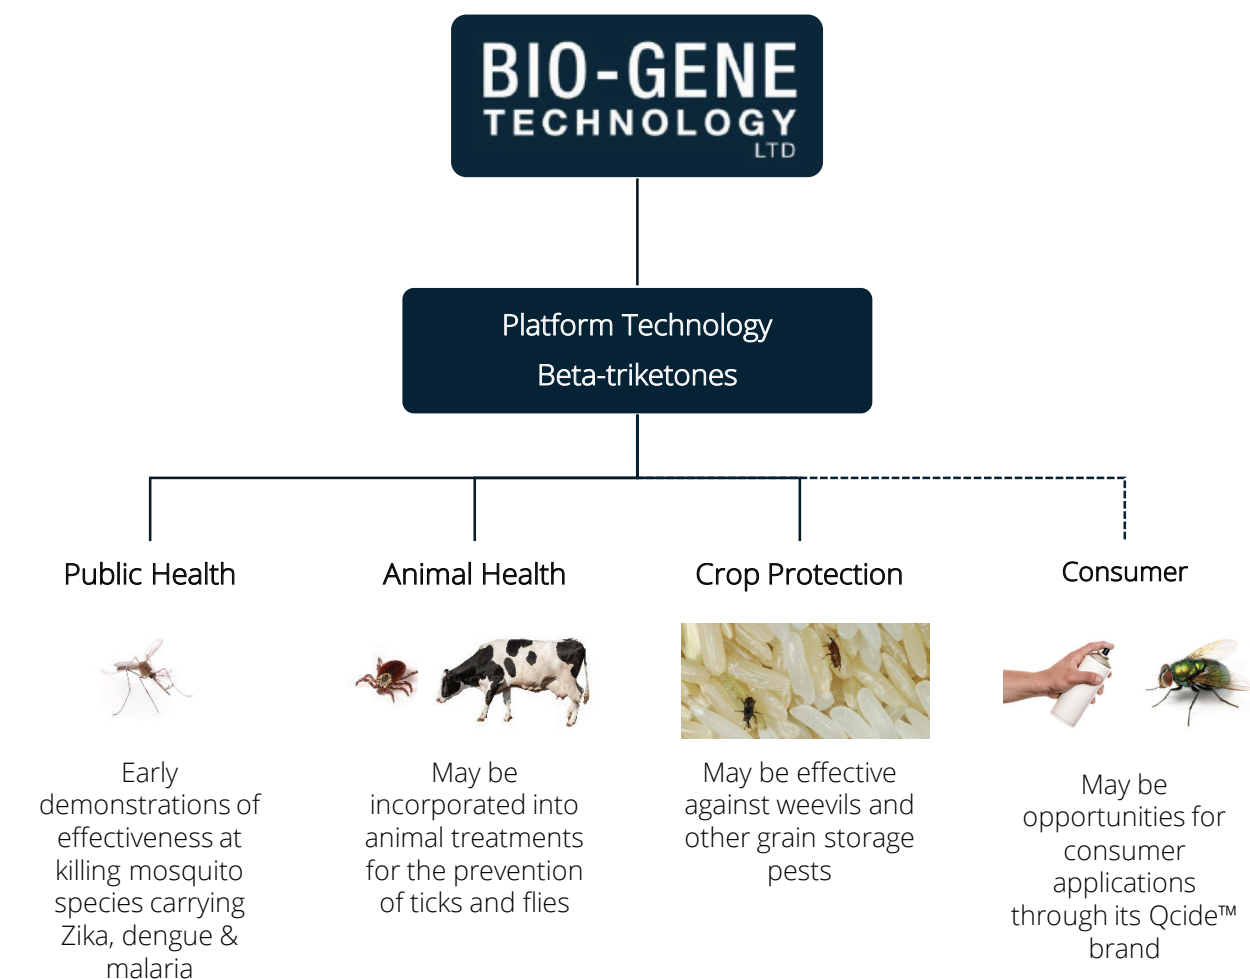 BIO-GENE
TECHNOLOGY
LTD
Platform Technology
Beta-triketones
Public Health
Early
demonstrations of
effectiveness at
killing mosquito
species carrying
Zika, dengue &
malaria
Animal Health
May be
incorporated into
animal treatments
for the prevention
of ticks and flies
Crop Protection
May be effective
against weevils and
other grain storage
pests
Consumer
May be
opportunities for
consumer
applications
through its Qcide™
brand